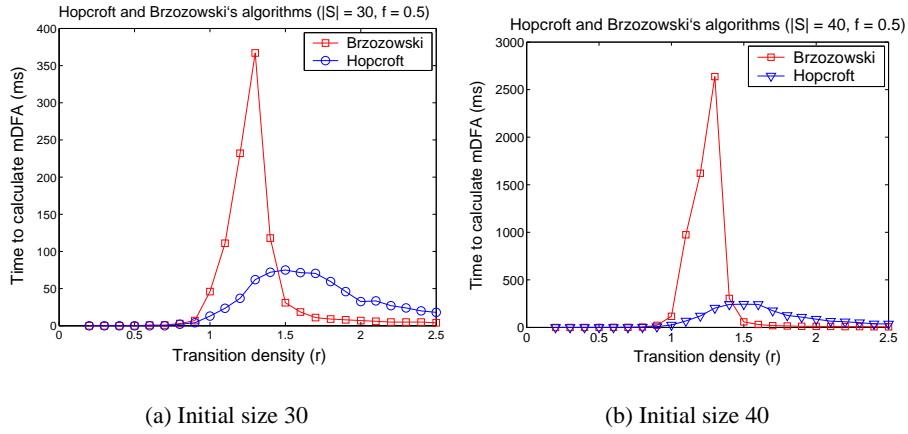 Hopcroft and Brzozowski‘s algorithms (|S| = 30, f = 0.5)
400
350
300
250
200
150
100
50
0
Time to calculate mDFA (ms)
Brzozowski
Hopcroft
0 0.5 1.0 1.5 2 2.5
Transition density (r)
(a) Initial size 30
Hopcroft and Brzozowski‘s algorithms (|S| = 40, f = 0.5)
3000
2500
2000
1500
1000
500
0
Time to calculate mDFA (ms)
Brzozowski
Hopcroft
0 0.5 1 1.5 2 2.5
Transition density (r)
(b) Initial size 40